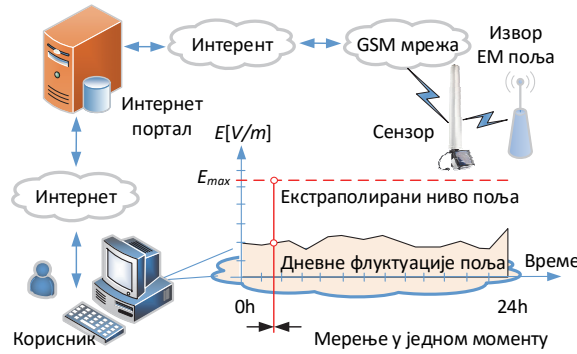 Интерент
GSM мрежа
Извор
ЕМ поља
Интернет
портал
Сензор
E[V/m]
Emax
Интернет
Екстраполирани ниво поља
Дневне флуктуације поља
Време
0h
24h
Корисник
Мерење у једном моменту